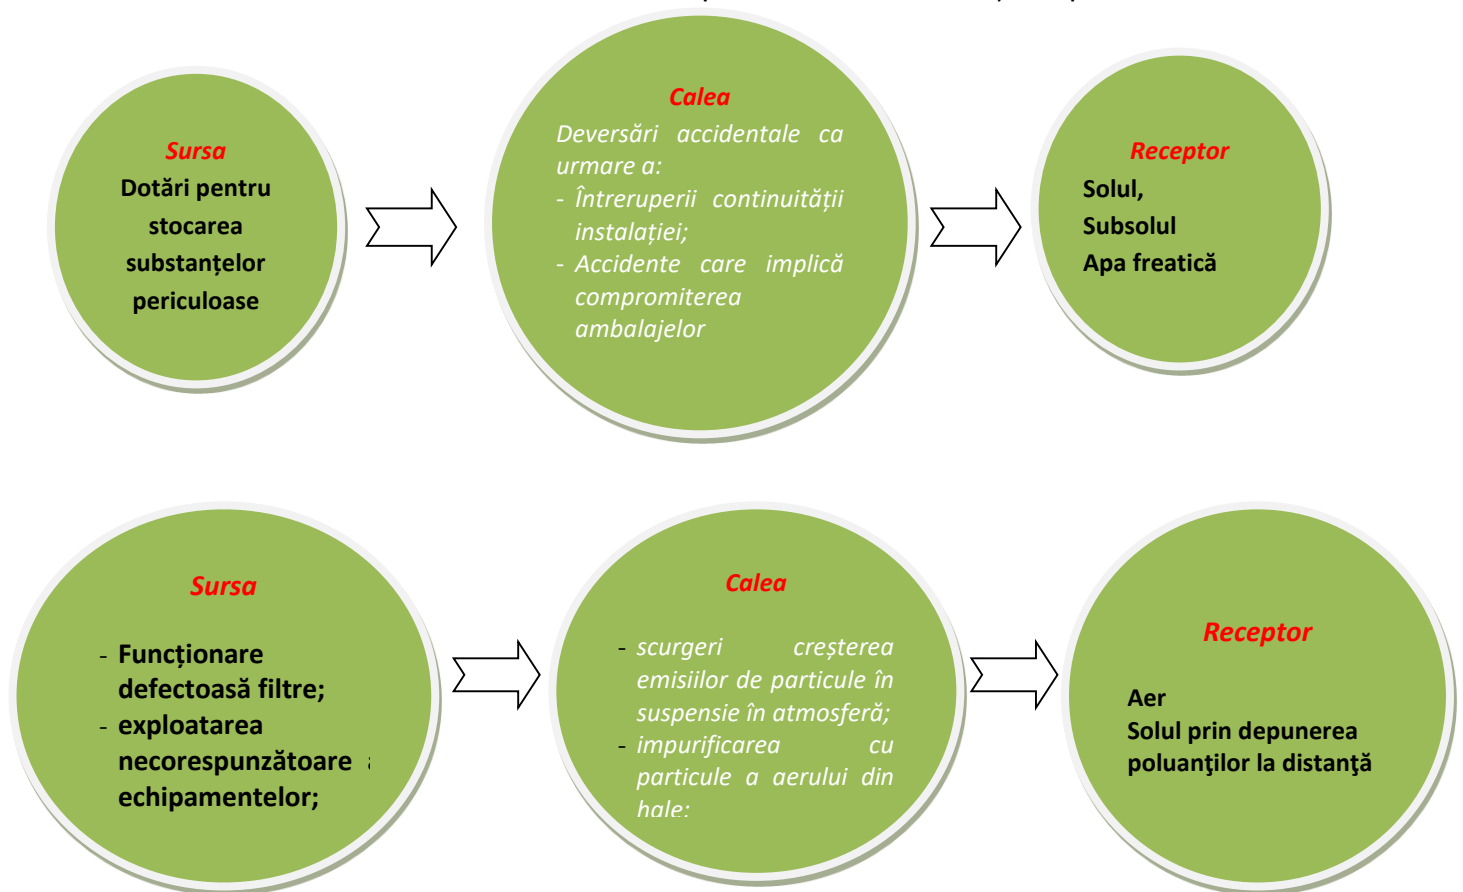 Sursa
Dotări pentru
stocarea
substanțelor
periculoase
Calea
Deversări accidentale ca
urmare a:
- Întreruperii continuității
instalației;
- Accidente care implică
compromiterea
ambalajelor
Receptor
Solul,
Subsolul
Apa freatică
Sursa
- Funcționare
defectoasă filtre;
- exploatarea
necorespunzătoare
echipamentelor;
Calea
- scurgeri creșterea
emisiilor de particule în
suspensie în atmosferă;
- impurificarea cu
particule a aerului din
hale;
Receptor
Aer
Solul prin depunerea
poluanţilor la distanţă